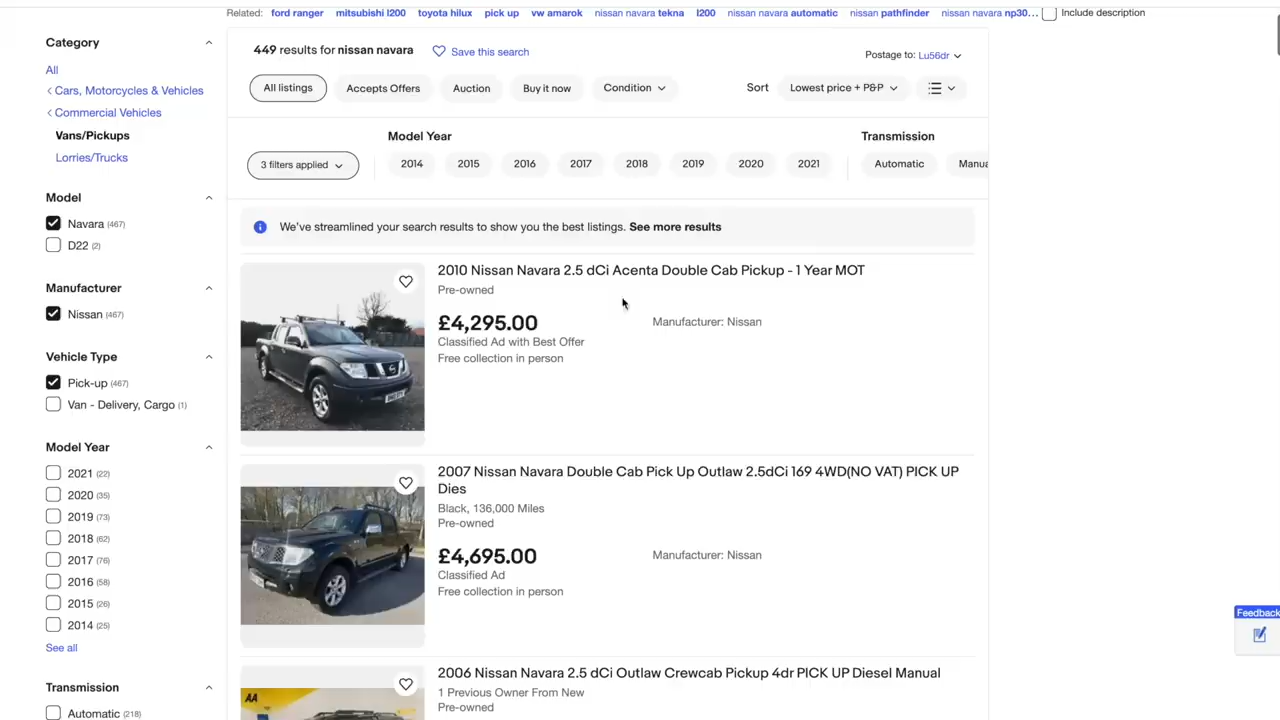 Related: ford ranger mitsubishi l200 toyota hilux pick up vw amarok nissan navara tekna l200 nissan navara automatic nissan pathfinder nissan navara np30... Include description
Category
All
Cars, Motorcycles & Vehicles
Commercial Vehicles
Vans/Pickups
Lorries/Trucks
Model
Navara (467)
D22 (2)
Manufacturer
Nissan (467)
Vehicle Type
Pick-up (467)
Van - Delivery, Cargo (1)
Model Year
2021 (22)
2020 (35)
2019 (73)
2018 (62)
2017 (76)
2016 (58)
2015 (26)
2014 (25)
See all
Transmission
Automatic (218)
449 results for nissan navara Save this search Postage to: Lu56dr
All listings Accepts Offers Auction Buy it now Condition Sort Lowest price + P&P
Model Year Transmission
3 filters applied 2014 2015 2016 2017 2018 2019 2020 2021 Automatic Manua
We've streamlined your search results to show you the best listings. See more results
2010 Nissan Navara 2.5 dCi Acenta Double Cab Pickup - 1 Year MOT
Pre-owned
£4,295.00 Manufacturer: Nissan
Classified Ad with Best Offer
Free collection in person
2007 Nissan Navara Double Cab Pick Up Outlaw 2.5dCi 169 4WD(NO VAT) PICK UP
Dies
Black, 136,000 Miles
Pre-owned
£4,695.00 Manufacturer: Nissan
Classified Ad
Free collection in person
2006 Nissan Navara 2.5 dCi Outlaw Crewcab Pickup 4dr PICK UP Diesel Manual
1 Previous Owner From New
Pre-owned
AA
Feedback